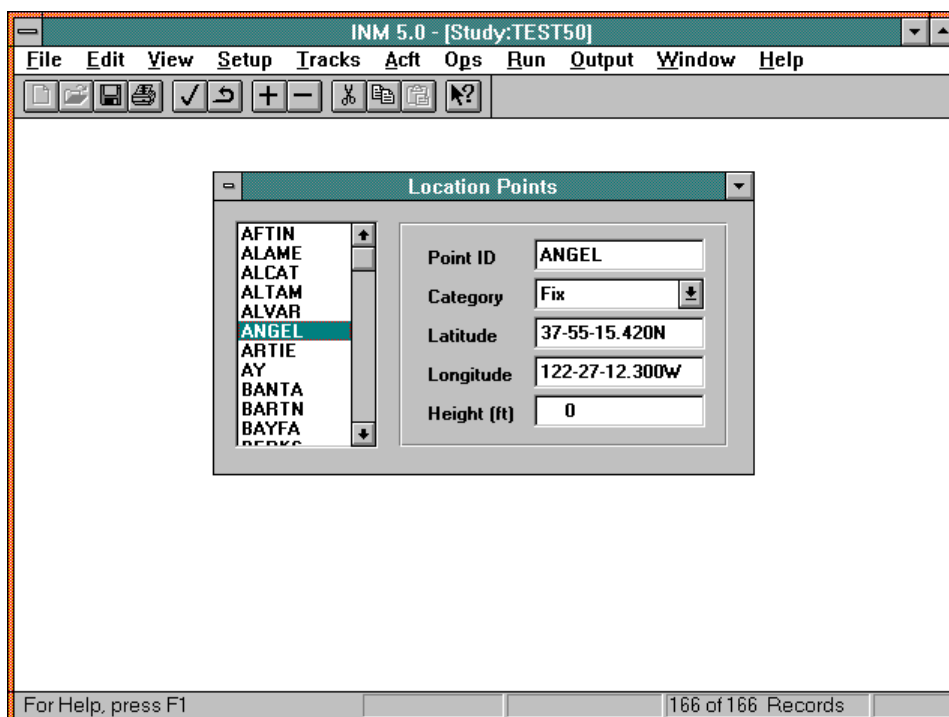 INM 5.0 - [Study:TEST50]
File Edit View Setup Tracks Acft Ops Run Output Window Help
Location Points
AFTIN
ALAME
ALCAT
ALTAM
ALVAR
ANGEL
ARTIE
AY
BANTA
BARTN
BAYFA
Point ID ANGEL
Category Fix
Latitude 37-55-15.420N
Longitude 122-27-12.300W
Height (ft) 0
For Help, press F1
166 of 166 Records